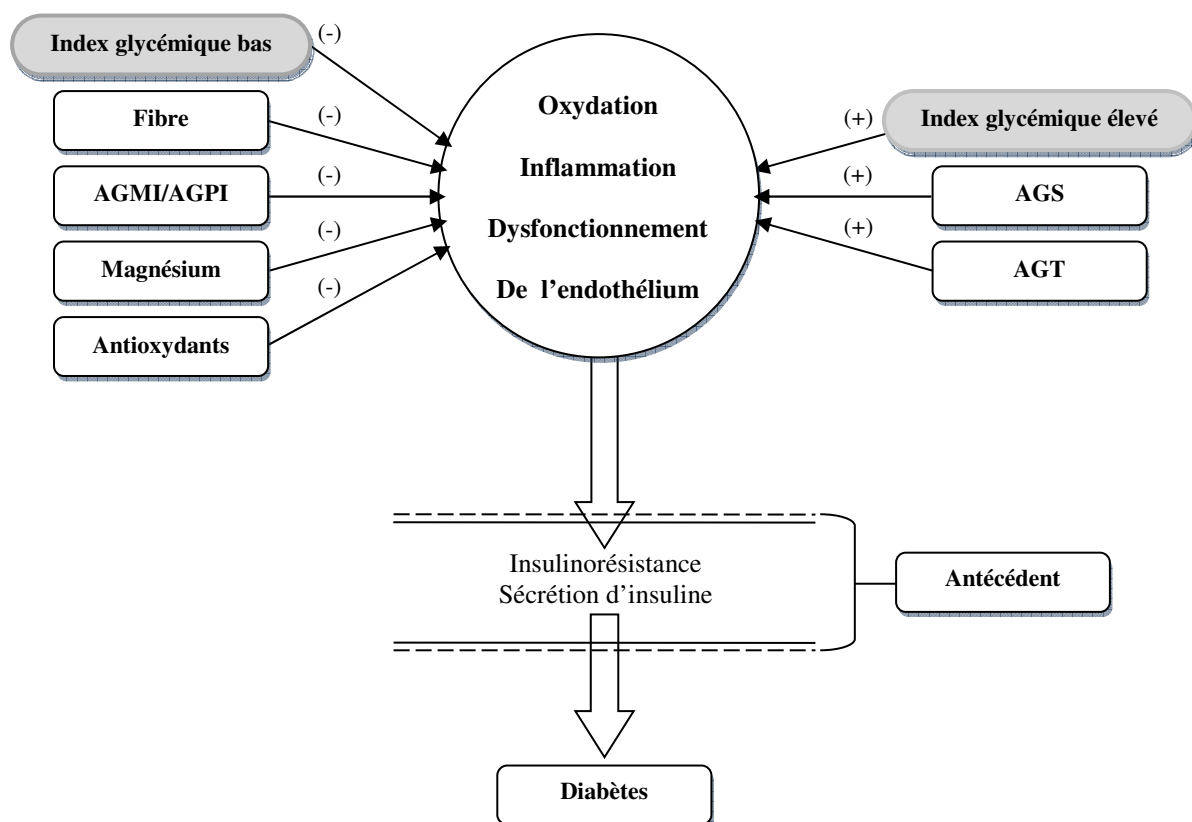 Index glycémique bas
(-)
Fibre
(-)
AGMI/AGPI
(-)
Magnésium
(-)
Antioxydants
(-)
Oxydation
Inflammation
Dysfonctionnement
De l'endothélium
(+)
Index glycémique élevé
(+)
AGS
(+)
AGT
Insulinorésistance
Sécrétion d'insuline
Antécédent
Diabètes